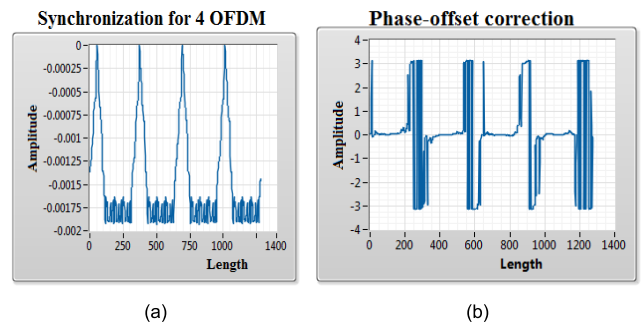 Synchronization for 4 OFDM
0
-0.00025
-0.0005
-0.00075
-0.001
-0.00125
-0.0015
-0.00175
-0.002
Amplitude
0 250 500 750 1000 1400
Length
(a)
Phase-offset correction
4
3
2
1
0
-1
-2
-3
-4
Amplitude
0 200 400 600 800 1000 1200 1400
Length
(b)